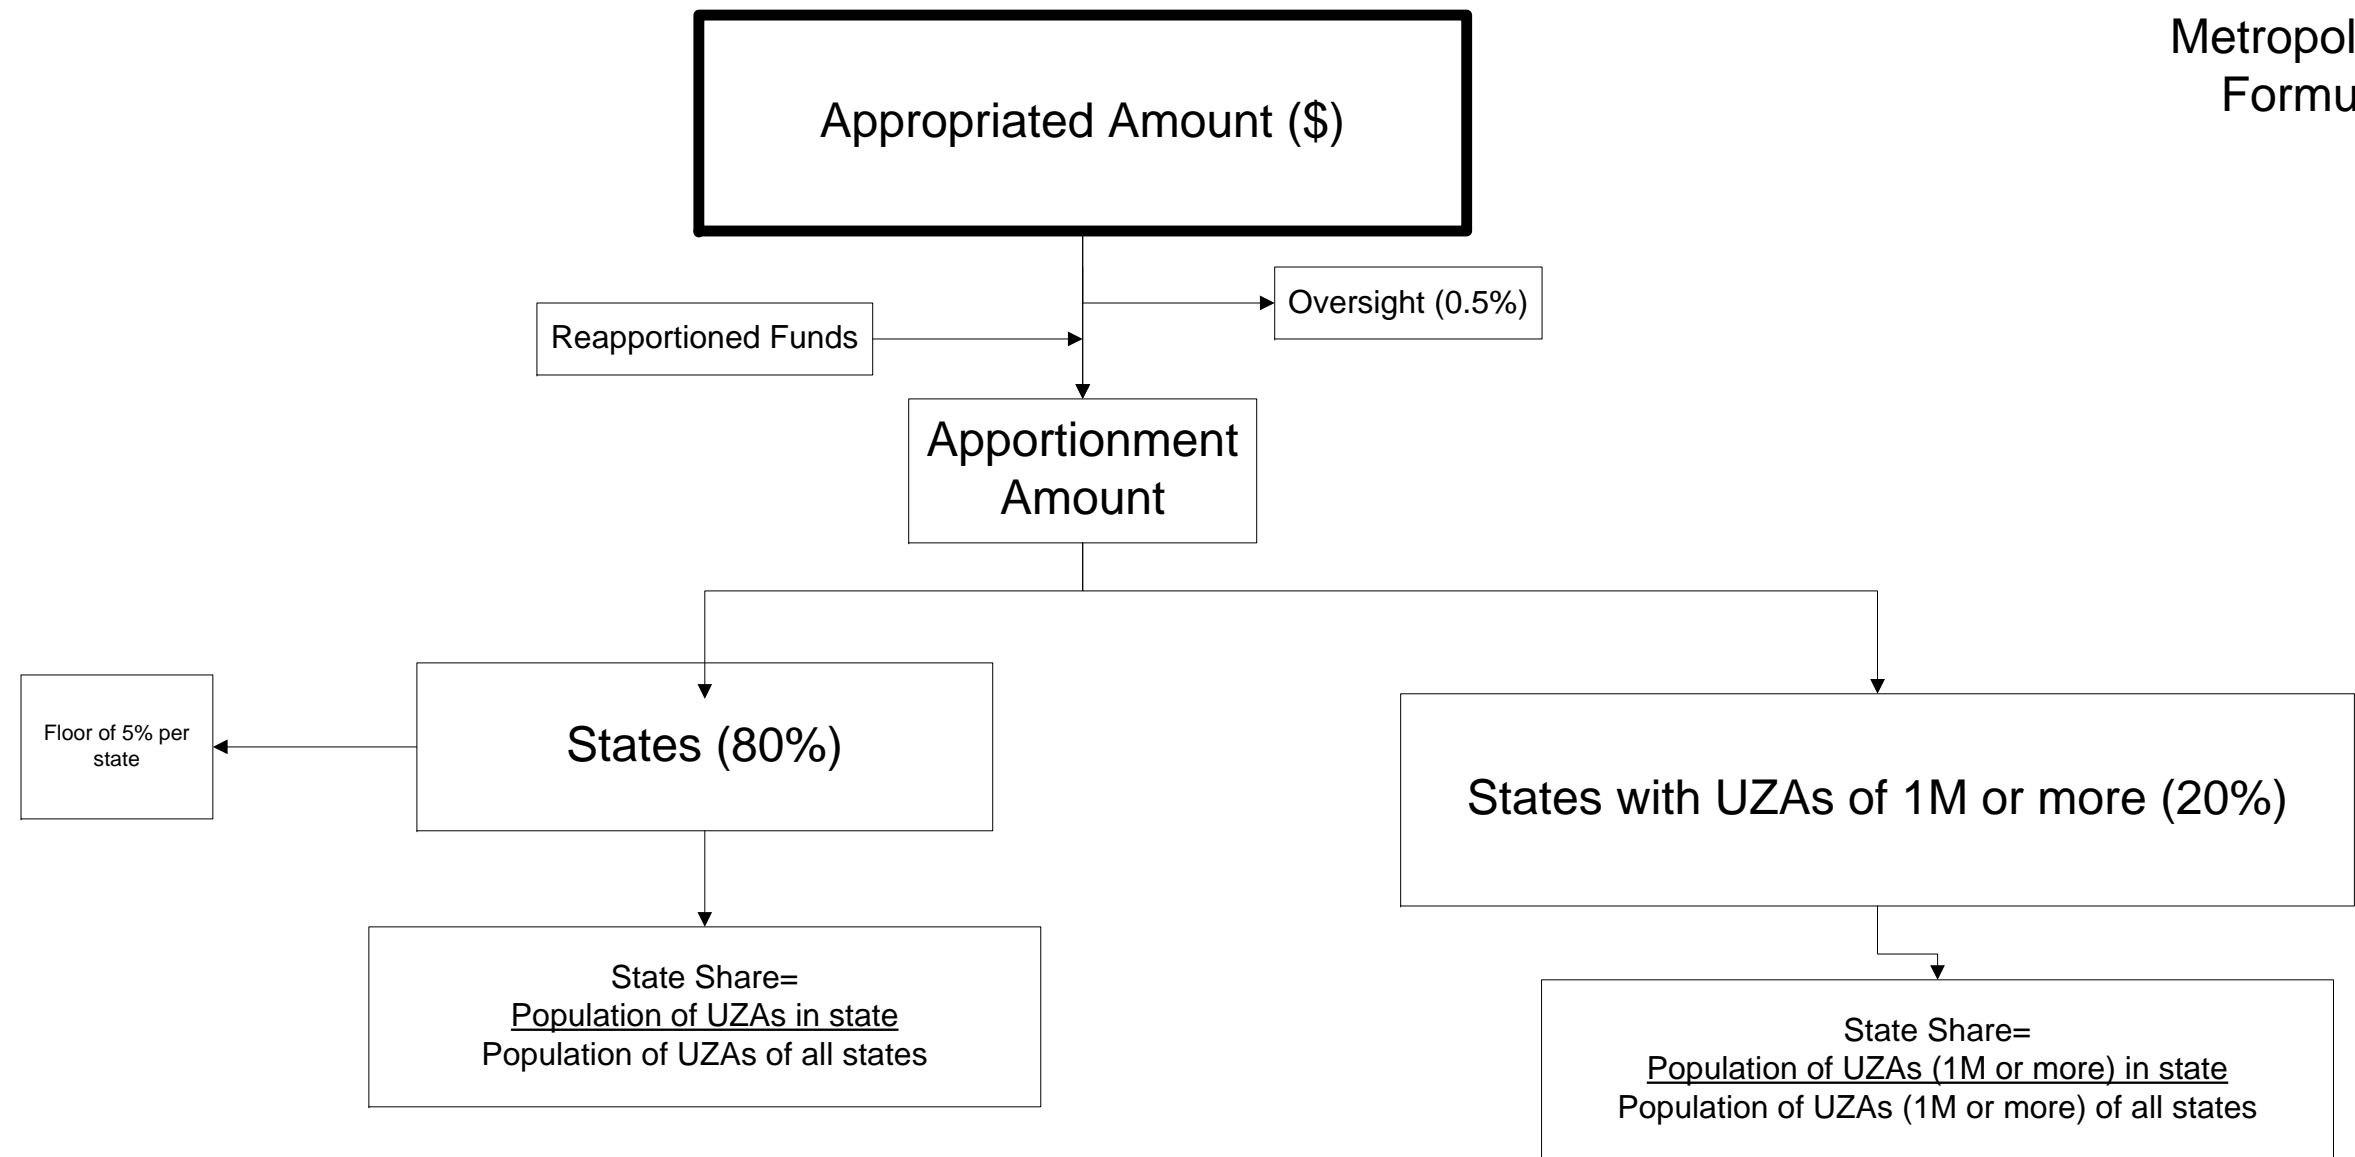 Metropol
Formu
Appropriated Amount ($)
Oversight (0.5%)
Reapportioned Funds
Apportionment
Amount
Floor of 5% per
state
States (80%)
States with UZAs of 1M or more (20%)
State Share=
Population of UZAs in state
Population of UZAs of all states
State Share=
Population of UZAs (1M or more) in state
Population of UZAs (1M or more) of all states